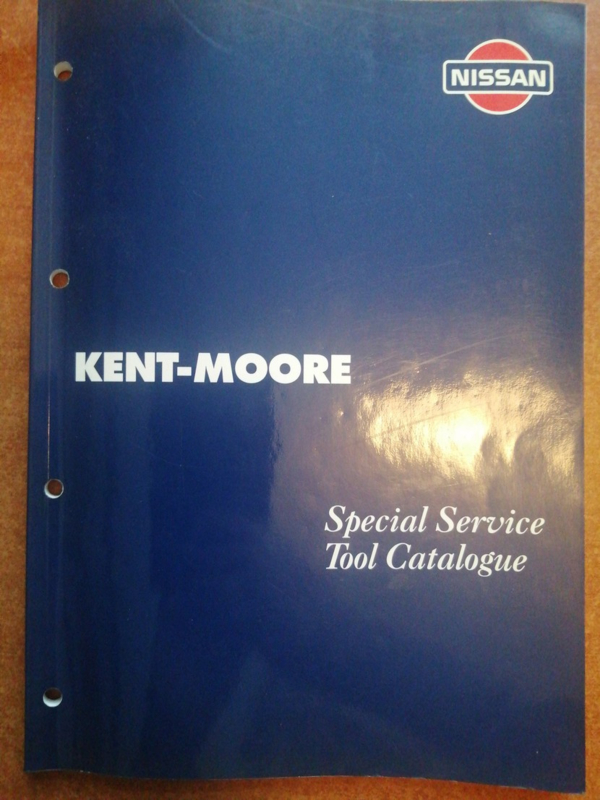 NISSAN
KENT-MOORE
Special Service
Tool Catalogue